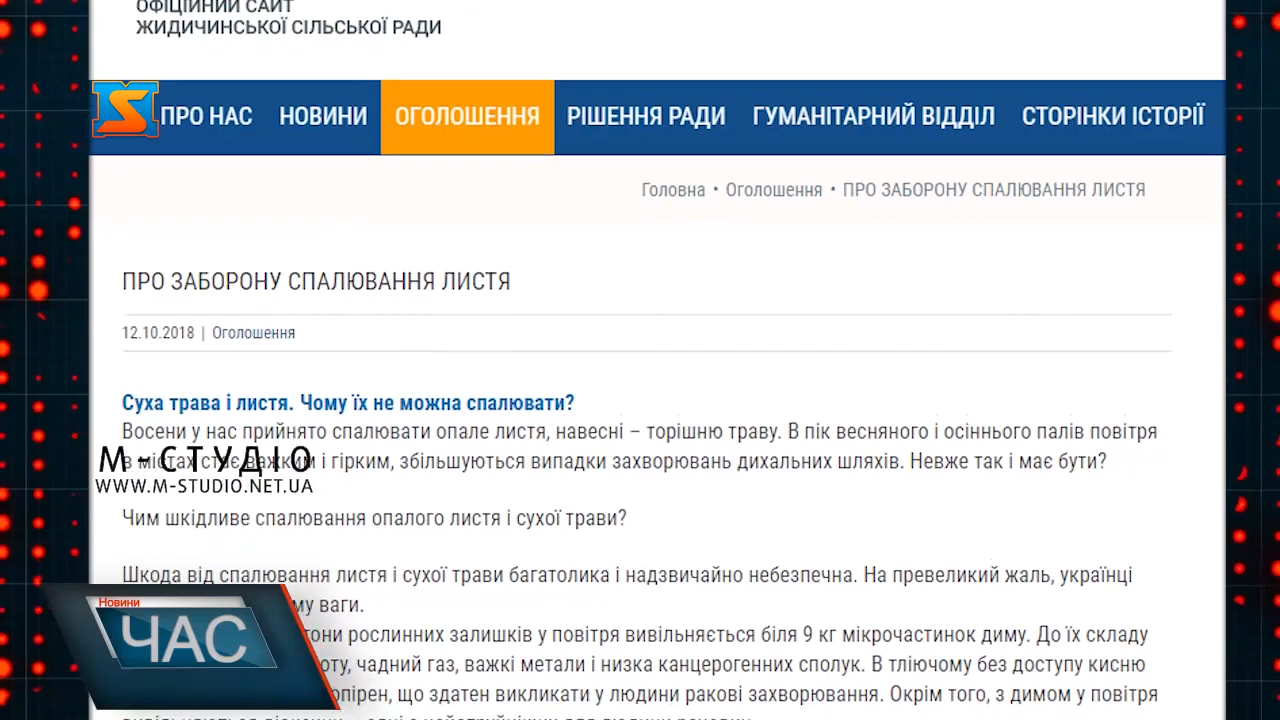 ОФІЦІЙНИЙ САЙТ
ЖИДИЧИНСЬКОЇ СІЛЬСЬКОЇ РАДИ
ПРО НАС НОВИНИ ОГОЛОШЕННЯ РІШЕННЯ РАДИ ГУМАНІТАРНИЙ ВІДДІЛ СТОРІНКИ ІСТОРІЇ
Головна • Оголошення • ПРО ЗАБОРОНУ СПАЛЮВАННЯ ЛИСТЯ
ПРО ЗАБОРОНУ СПАЛЮВАННЯ ЛИСТЯ
12.10.2018 | Оголошення
Суха трава і листя. Чому їх не можна спалювати?
Восени у нас прийнято спалювати опале листя, навесні – торішню траву. В пік весняного і осіннього палів повітря
в містах стає важким і гірким, збільшуються випадки захворювань дихальних шляхів. Невже так і має бути?
М-СТУДІО
WWW.M-STUDIO.NET.UA
Чим шкідливе спалювання опалого листя і сухої трави?
Шкода від спалювання листя і сухої трави багатолика і надзвичайно небезпечна. На превеликий жаль, українці
ваги.
рослинних залишків у повітря вивільняється біля 9 кг мікрочастинок диму. До їх складу
чадний газ, важкі метали і низка канцерогенних сполук. В тліючому без доступу кисню
що здатен викликати у людини ракові захворювання. Окрім того, з димом у повітря
Новини
ЧАС